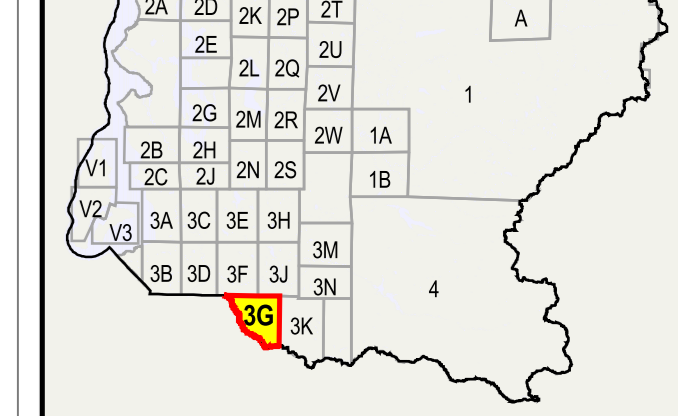 2A 2D 2K 2P 2T A
2E 2U
2L 2Q
2V 1
2G 2M 2R
2W 1A
2B 2H
V1 2N 2S
2C 2J 1B
V2 3A 3C 3E 3H
V3
3M
3B 3D 3F 3J
3N 4
3G 3K